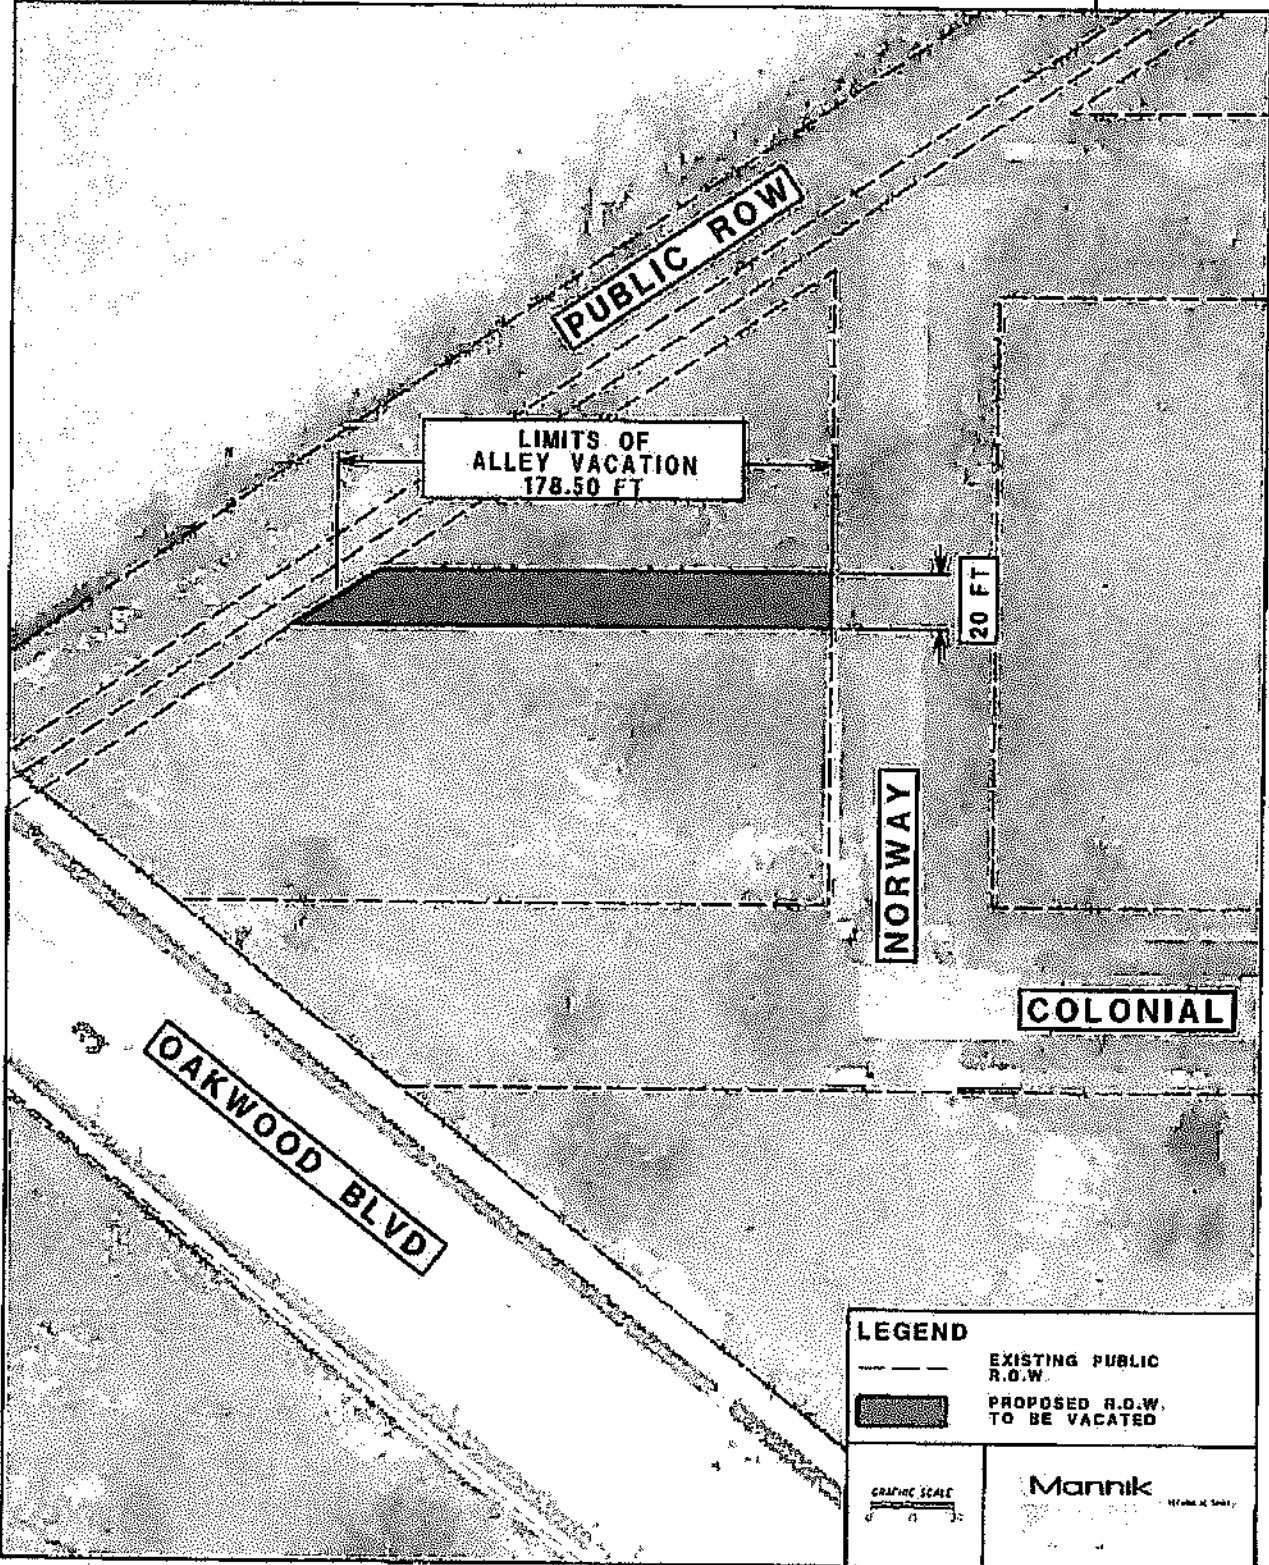 PUBLIC ROW
LIMITS OF
ALLEY VACATION
178.50 FT
20 FT
NORWAY
COLONIAL
OAKWOOD BLVD
LEGEND
EXISTING PUBLIC
R.O.W.
PROPOSED R.O.W.
TO BE VACATED
GRAPHIC SCALE
Mannik